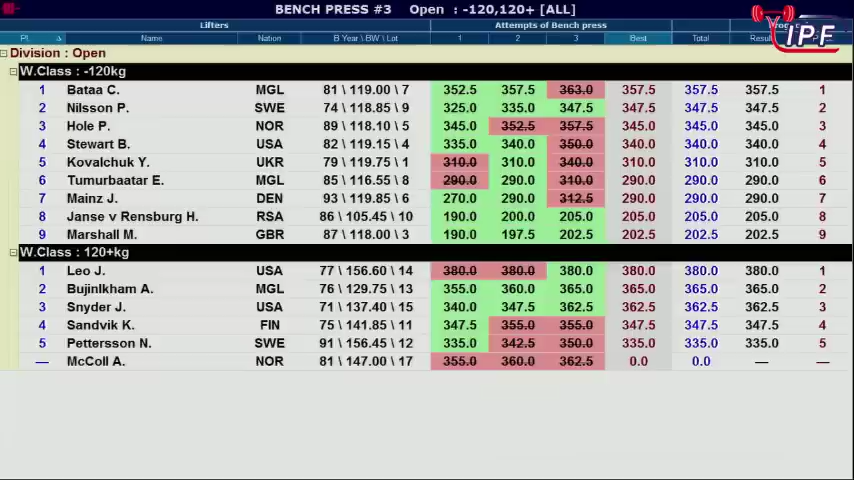 BENCH PRESS #3 Open : -120,120+ [ALL]
Lifters Attempts of Bench press
Pl. Name Nation B Year \ BW \ Lot 1 2 3 Best Total
IPF
Division : Open
W.Class : -120kg
1 Bataa C. MGL 81 \ 119.00 \ 7 352.5 357.5 363.0 357.5 357.5 357.5 1
2 Nilsson P. SWE 74 \ 118.85 \ 9 325.0 335.0 347.5 347.5 347.5 347.5 2
3 Hole P. NOR 89 \ 118.10 \ 5 345.0 352.5 357.5 345.0 345.0 345.0 3
4 Stewart B. USA 82 \ 119.15 \ 4 335.0 340.0 350.0 340.0 340.0 340.0 4
5 Kovalchuk Y. UKR 79 \ 119.75 \ 1 310.0 310.0 340.0 310.0 310.0 310.0 5
6 Tumurbaatar E. MGL 85 \ 116.55 \ 8 290.0 290.0 310.0 290.0 290.0 290.0 6
7 Mainz J. DEN 93 \ 119.85 \ 6 270.0 290.0 312.5 290.0 290.0 290.0 7
8 Janse v Rensburg H. RSA 86 \ 105.45 \ 10 190.0 200.0 205.0 205.0 205.0 205.0 8
9 Marshall M. GBR 87 \ 118.00 \ 3 190.0 197.5 202.5 202.5 202.5 202.5 9
W.Class : 120+kg
1 Leo J. USA 77 \ 156.60 \ 14 380.0 380.0 380.0 380.0 380.0 380.0 1
2 Bujinlkham A. MGL 76 \ 129.75 \ 13 355.0 360.0 365.0 365.0 365.0 365.0 2
3 Snyder J. USA 71 \ 137.40 \ 15 340.0 347.5 362.5 362.5 362.5 362.5 3
4 Sandvik K. FIN 75 \ 141.85 \ 11 347.5 355.0 355.0 347.5 347.5 347.5 4
5 Pettersson N. SWE 91 \ 156.45 \ 12 335.0 342.5 350.0 335.0 335.0 335.0 5
— McColl A. NOR 81 \ 147.00 \ 17 355.0 360.0 362.5 0.0 0.0 — —